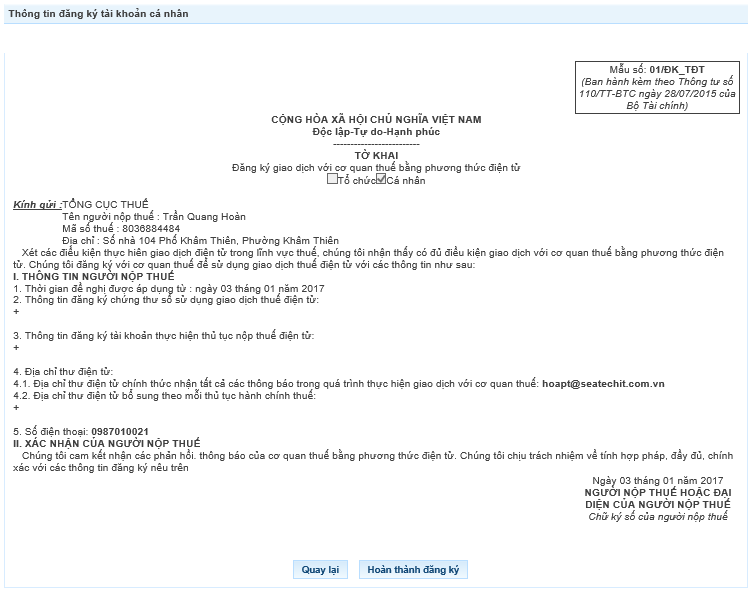 Thông tin đăng ký tài khoản cá nhân
Mẫu số: 01/ĐK_TĐT
(Ban hành kèm theo Thông tư số
110/TT-BTC ngày 28/07/2015 của
Bộ Tài chính)
CỘNG HÒA XÃ HỘI CHỦ NGHĨA VIỆT NAM
Độc lập-Tự do-Hạnh phúc
-------------------------
TỜ KHAI
Đăng ký giao dịch với cơ quan thuế bằng phương thức điện tử
Tổ chức Cá nhân
Kính gửi :TỔNG CỤC THUẾ
Tên người nộp thuế : Trần Quang Hoàn
Mã số thuế : 8036884484
Địa chỉ : Số nhà 104 Phố Khâm Thiên, Phường Khâm Thiên
Xét các điều kiện thực hiện giao dịch điện tử trong lĩnh vực thuế, chúng tôi nhận thấy có đủ điều kiện giao dịch với cơ quan thuế bằng phương thức điện
tử. Chúng tôi đăng ký với cơ quan thuế để sử dụng giao dịch thuế điện tử với các thông tin như sau:
I. THÔNG TIN NGƯỜI NỘP THUẾ
1. Thời gian đề nghị được áp dụng từ : ngày 03 tháng 01 năm 2017
2. Thông tin đăng ký chứng thư số sử dụng giao dịch thuế điện tử:
+
3. Thông tin đăng ký tài khoản thực hiện thủ tục nộp thuế điện tử:
+
4. Địa chỉ thư điện tử:
4.1. Địa chỉ thư điện tử chính thức nhận tất cả các thông báo trong quá trình thực hiện giao dịch với cơ quan thuế: hoapt@seatechit.com.vn
4.2. Địa chỉ thư điện tử bổ sung theo mỗi thủ tục hành chính thuế:
+
5. Số điện thoại: 0987010021
II. XÁC NHẬN CỦA NGƯỜI NỘP THUẾ
Chúng tôi cam kết nhận các phản hồi. thông báo của cơ quan thuế bằng phương thức điện tử. Chúng tôi chịu trách nhiệm về tính hợp pháp, đầy đủ, chính
xác với các thông tin đăng ký nêu trên
Ngày 03 tháng 01 năm 2017
NGƯỜI NỘP THUẾ HOẶC ĐẠI
DIỆN CỦA NGƯỜI NỘP THUẾ
Chữ ký số của người nộp thuế
Quay lại Hoàn thành đăng ký